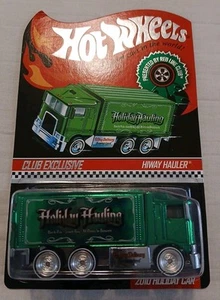 Hot Wheels
PRESENTED BY RED LINE CLUB
Holiday Hauling
CLUB EXCLUSIVE
HIWAY HAULER
Holiday Hauling
2010 HOLIDAY CAR